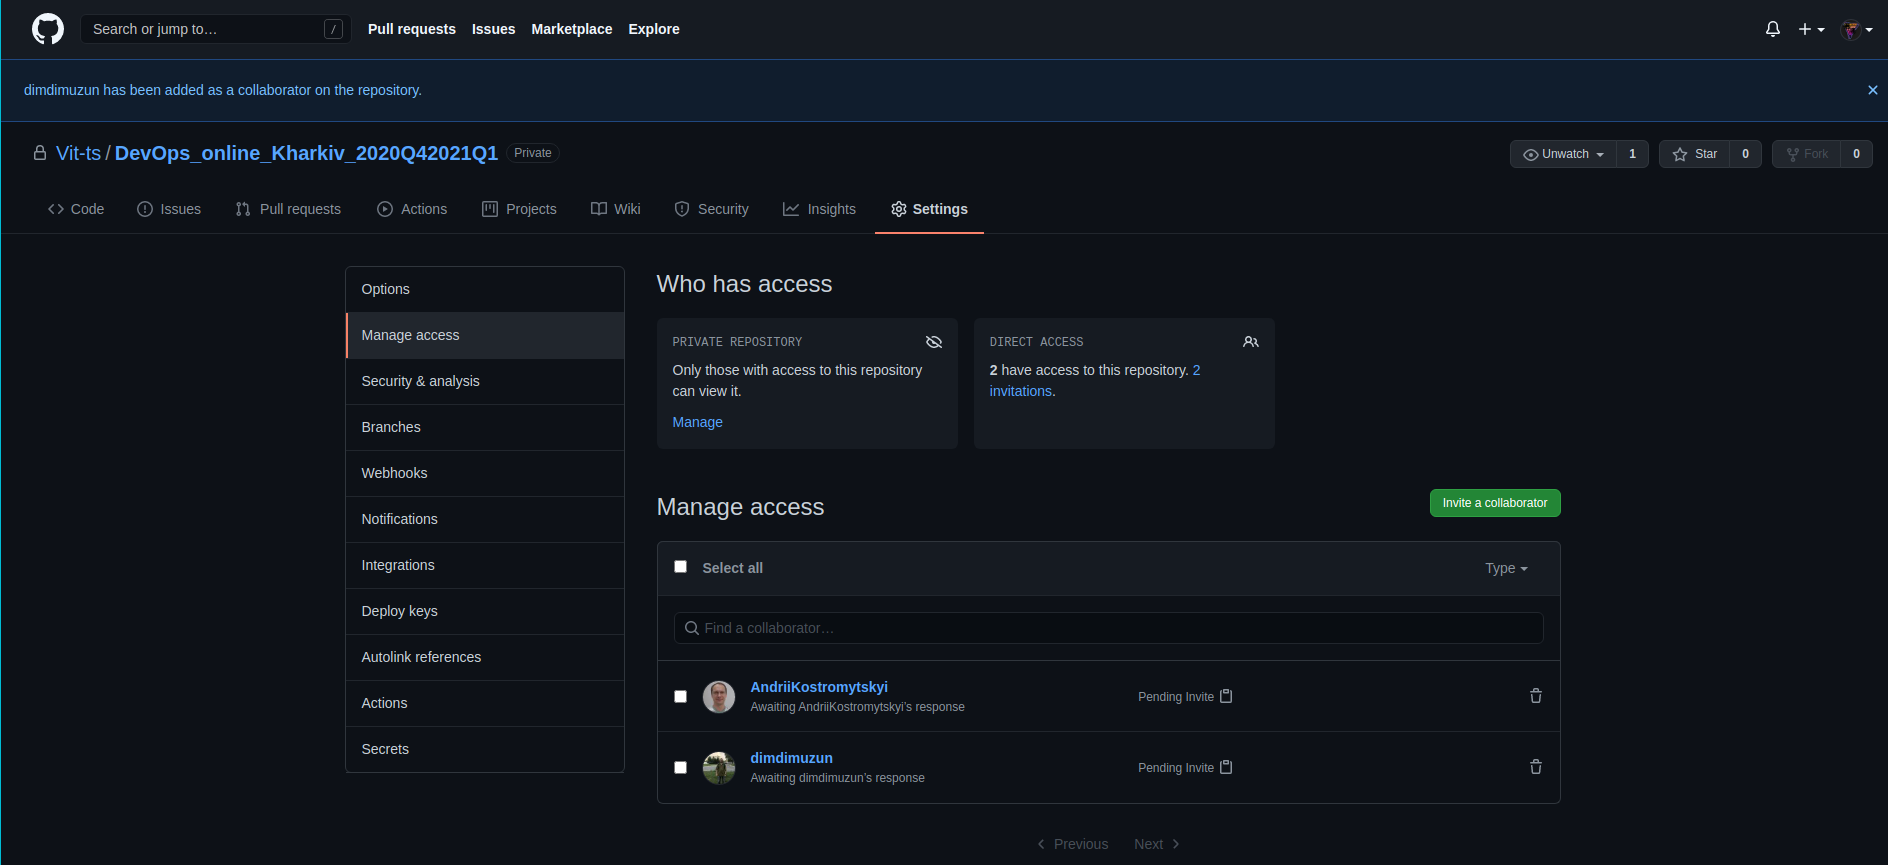 Search or jump to… /
Pull requests Issues Marketplace Explore
dimdimuzun has been added as a collaborator on the repository.
Vit-ts / DevOps_online_Kharkiv_2020Q42021Q1 Private
Unwatch 1 Star 0 Fork 0
Code Issues Pull requests Actions Projects Wiki Security Insights Settings
Options
Manage access
Security & analysis
Branches
Webhooks
Notifications
Integrations
Deploy keys
Autolink references
Actions
Secrets
Who has access
PRIVATE REPOSITORY
Only those with access to this repository
can view it.
Manage
DIRECT ACCESS
2 have access to this repository. 2
invitations.
Manage access
Invite a collaborator
Select all
Type
Find a collaborator…
AndriiKostromytskyi
Awaiting AndriiKostromytskyi's response
Pending Invite
dimdimuzun
Awaiting dimdimuzun's response
Pending Invite
Previous Next